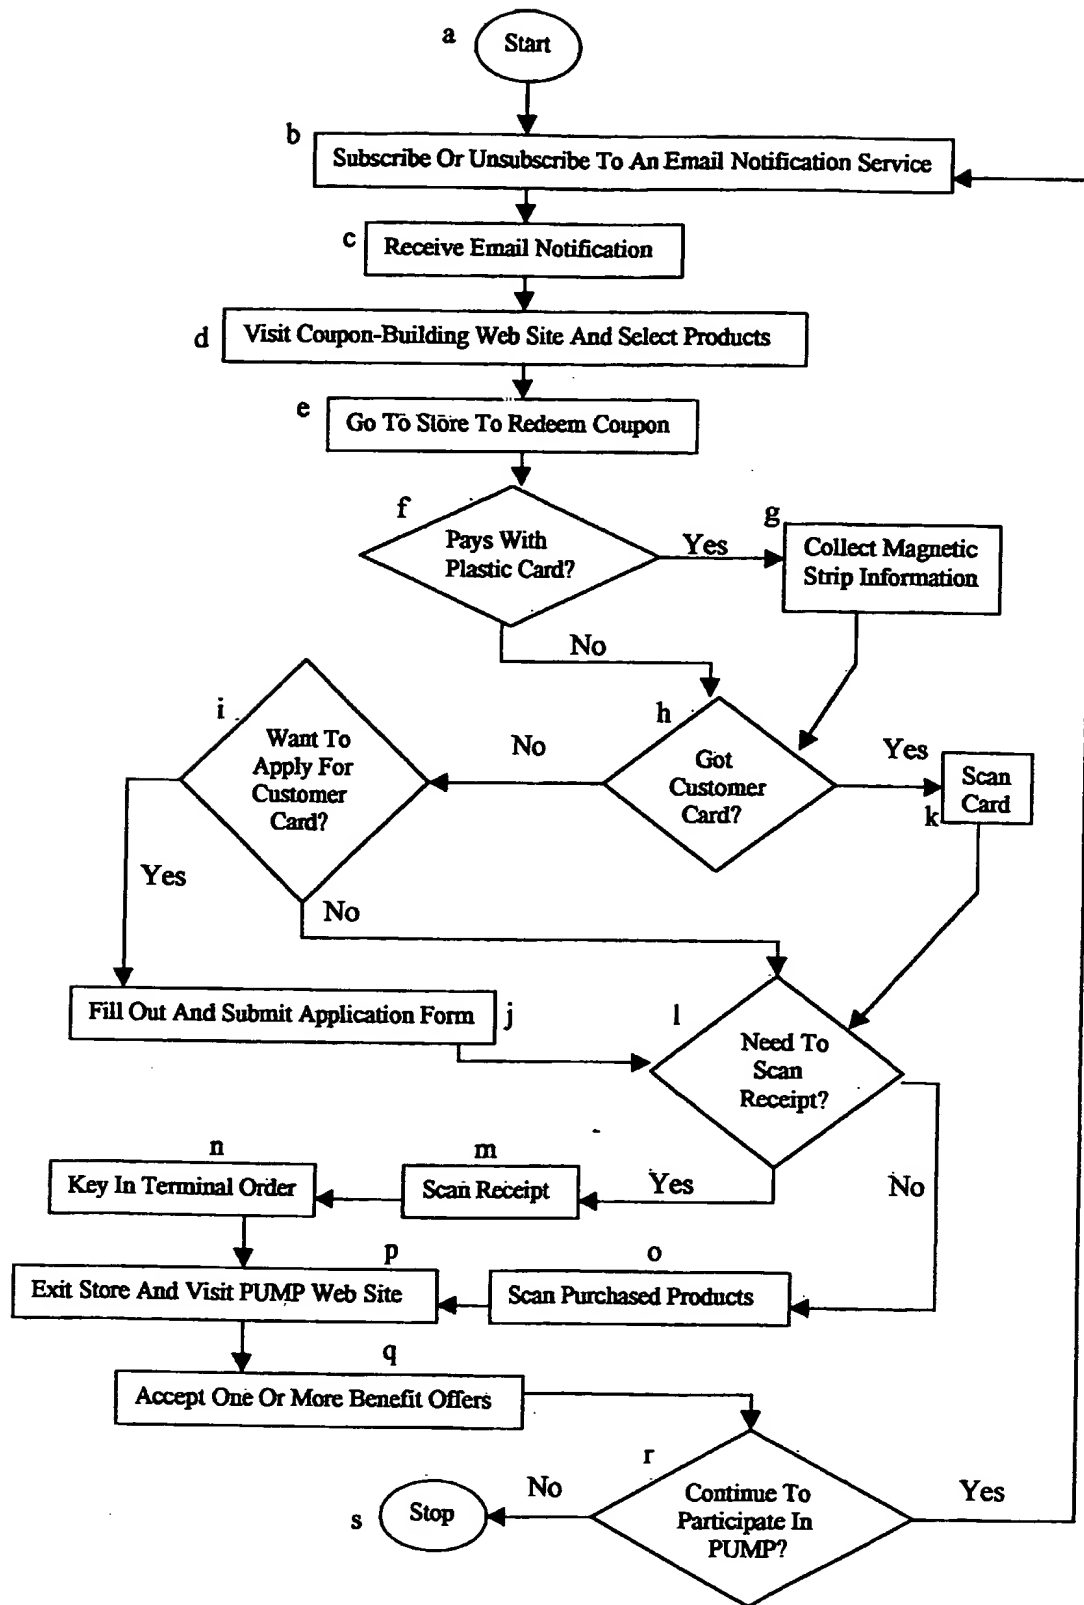 a
Start
b
Subscribe Or Unsubscribe To An Email Notification Service
c
Receive Email Notification
d
Visit Coupon-Building Web Site And Select Products
e
Go To Store To Redeem Coupon
f
Pays With
Plastic Card?
Yes
g
Collect Magnetic
Strip Information
No
h
Got
Customer
Card?
No
Yes
i
Want To
Apply For
Customer
Card?
Scan
Card
k
Yes
No
Fill Out And Submit Application Form
j
l
Need To
Scan
Receipt?
Yes
No
m
Scan Receipt
n
Key In Terminal Order
o
Scan Purchased Products
p
Exit Store And Visit PUMP Web Site
q
Accept One Or More Benefit Offers
r
Continue To
Participate In
PUMP?
No
Yes
s
Stop